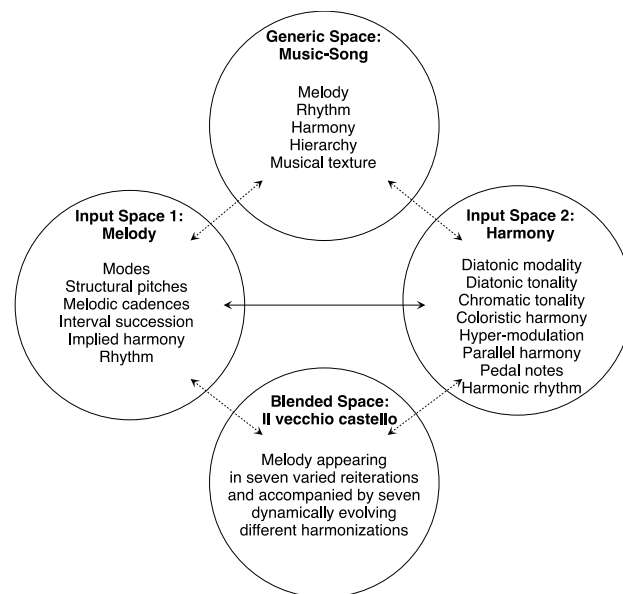 Generic Space:
Music-Song
Melody
Rhythm
Harmony
Hierarchy
Musical texture
Input Space 1:
Melody
Modes
Structural pitches
Melodic cadences
Interval succession
Implied harmony
Rhythm
Input Space 2:
Harmony
Diatonic modality
Diatonic tonality
Chromatic tonality
Coloristic harmony
Hyper-modulation
Parallel harmony
Pedal notes
Harmonic rhythm
Blended Space:
Il vecchio castello
Melody appearing
in seven varied reiterations
and accompanied by seven
dynamically evolving
different harmonizations